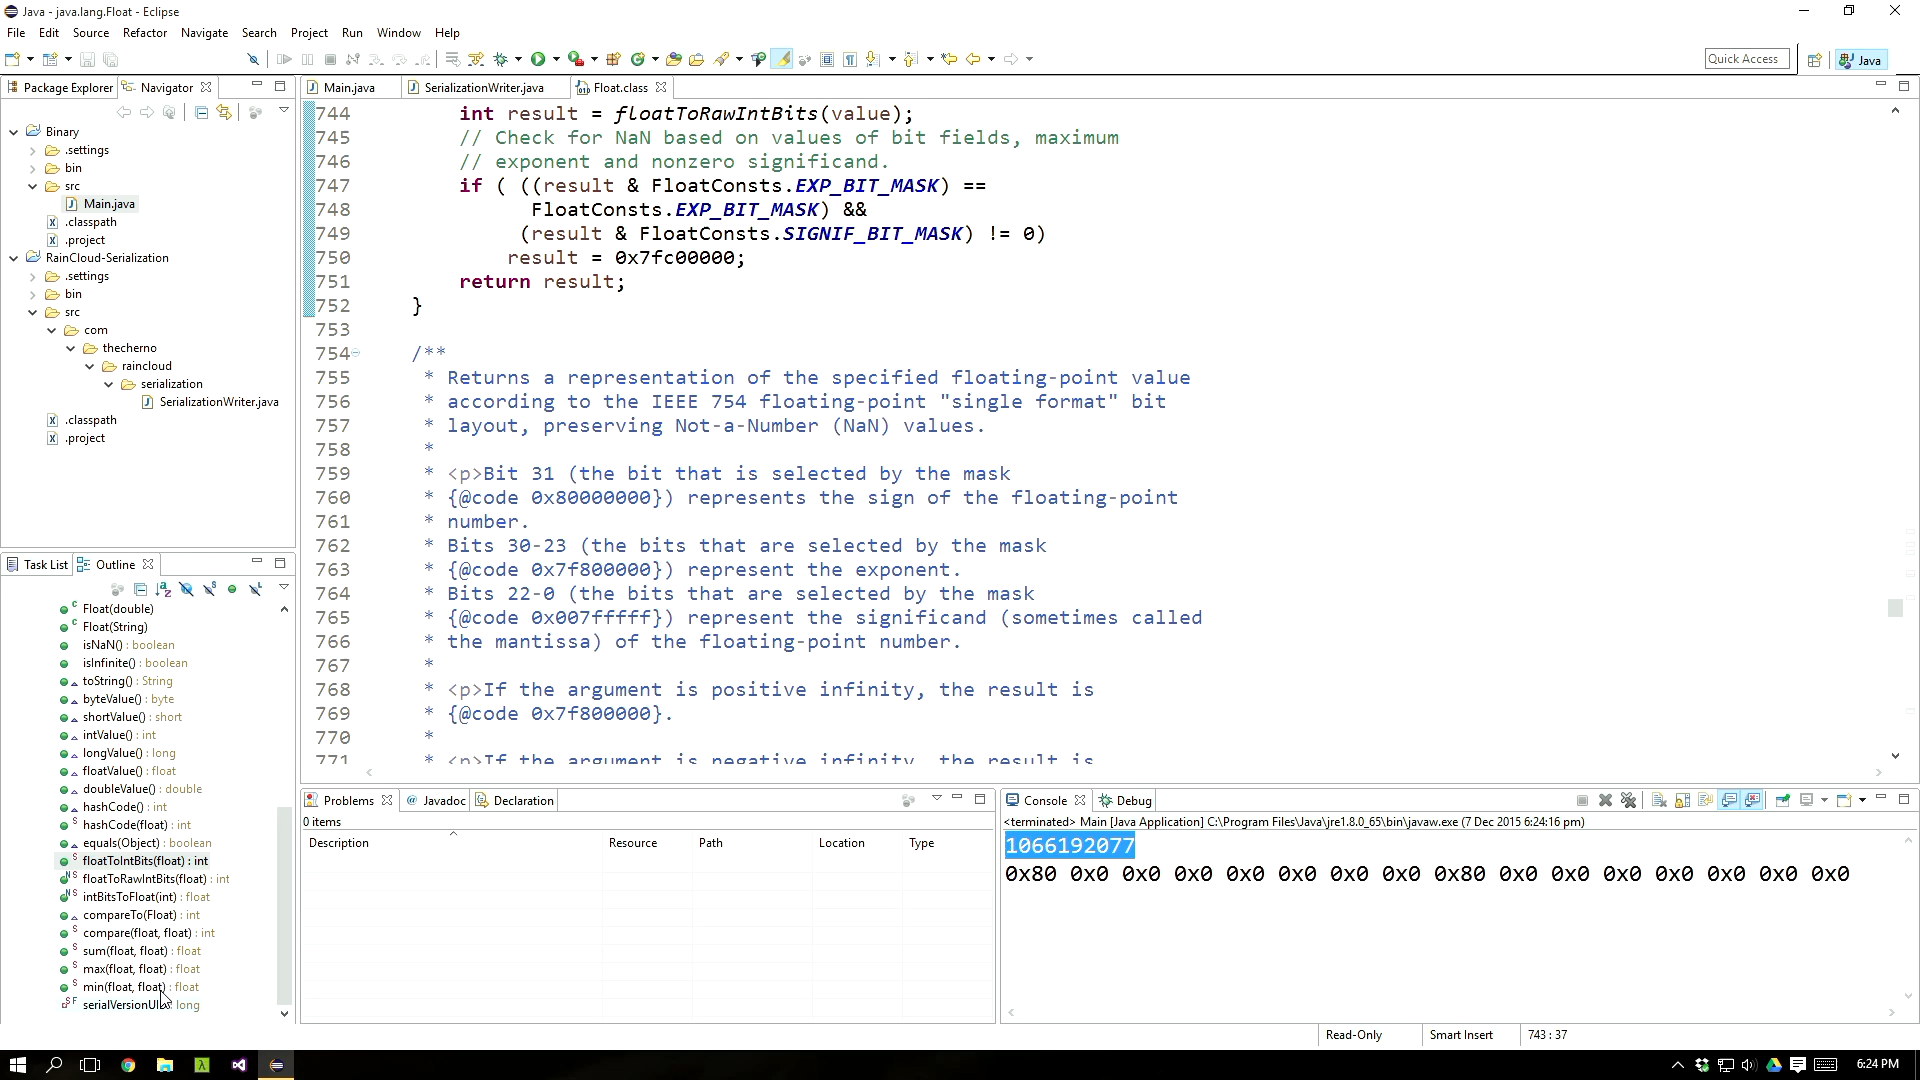 Java - java.lang.Float - Eclipse
File Edit Source Refactor Navigate Search Project Run Window Help
Quick Access
Java
Package Explorer Navigator
Binary
.settings
bin
src
Main.java
.classpath
.project
RainCloud-Serialization
.settings
bin
src
com
thecherno
raincloud
serialization
SerializationWriter.java
.classpath
.project
Main.java SerializationWriter.java Float.class
744 int result = floatToRawIntBits(value);
745 // Check for NaN based on values of bit fields, maximum
746 // exponent and nonzero significand.
747 if ( ((result & FloatConsts.EXP_BIT_MASK) ==
748 FloatConsts.EXP_BIT_MASK) &&
749 (result & FloatConsts.SIGNIF_BIT_MASK) != 0)
750 result = 0x7fc00000;
751 return result;
752 }
753
754 /**
755 * Returns a representation of the specified floating-point value
756 * according to the IEEE 754 floating-point "single format" bit
757 * layout, preserving Not-a-Number (NaN) values.
758 *
759 * <p>Bit 31 (the bit that is selected by the mask
760 * {@code 0x80000000}) represents the sign of the floating-point
761 * number.
762 * Bits 30-23 (the bits that are selected by the mask
763 * {@code 0x7f800000}) represent the exponent.
764 * Bits 22-0 (the bits that are selected by the mask
765 * {@code 0x007fffff}) represent the significand (sometimes called
766 * the mantissa) of the floating-point number.
767 *
768 * <p>If the argument is positive infinity, the result is
769 * {@code 0x7f800000}.
770 *
771 * <p>If the argument is negative infinity, the result is
Task List Outline
Float(double)
Float(String)
isNaN() : boolean
isInfinite() : boolean
toString() : String
byteValue() : byte
shortValue() : short
intValue() : int
longValue() : long
floatValue() : float
doubleValue() : double
hashCode() : int
hashCode(float) : int
equals(Object) : boolean
floatToIntBits(float) : int
floatToRawIntBits(float) : int
intBitsToFloat(int) : float
compareTo(Float) : int
compare(float, float) : int
sum(float, float) : float
max(float, float) : float
min(float, float) : float
serialVersionUID : long
Problems Javadoc Declaration
0 items
Description Resource Path Location Type
Console Debug
<terminated> Main [Java Application] C:\Program Files\Java\jre1.8.0_65\bin\javaw.exe (7 Dec 2015 6:24:16 pm)
1066192077
0x80 0x0 0x0 0x0 0x0 0x0 0x0 0x0 0x80 0x0 0x0 0x0 0x0 0x0 0x0 0x0
Read-Only Smart Insert 743 : 37
6:24 PM